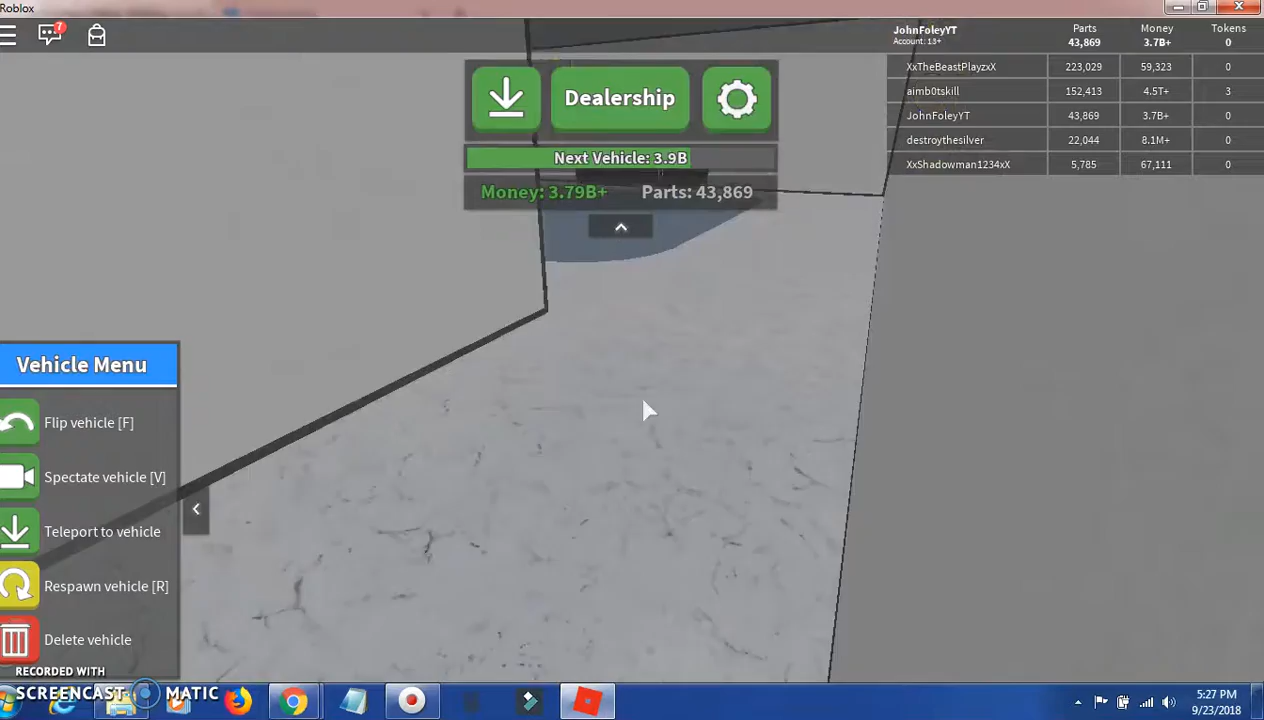 Roblox
7
JohnFoleyYT
Account: 13+
Parts
43,869
Money
3.7B+
Tokens
0
XxTheBeastPlayzxX 223,029 59,323 0
aimb0tskill 152,413 4.5T+ 3
JohnFoleyYT 43,869 3.7B+ 0
destroythesilver 22,044 8.1M+ 0
XxShadowman1234xX 5,785 67,111 0
Dealership
Next Vehicle: 3.9B
Money: 3.79B+ Parts: 43,869
Vehicle Menu
Flip vehicle [F]
Spectate vehicle [V]
Teleport to vehicle
Respawn vehicle [R]
Delete vehicle
RECORDED WITH
SCREENCAST MATIC
5:27 PM
9/23/2018